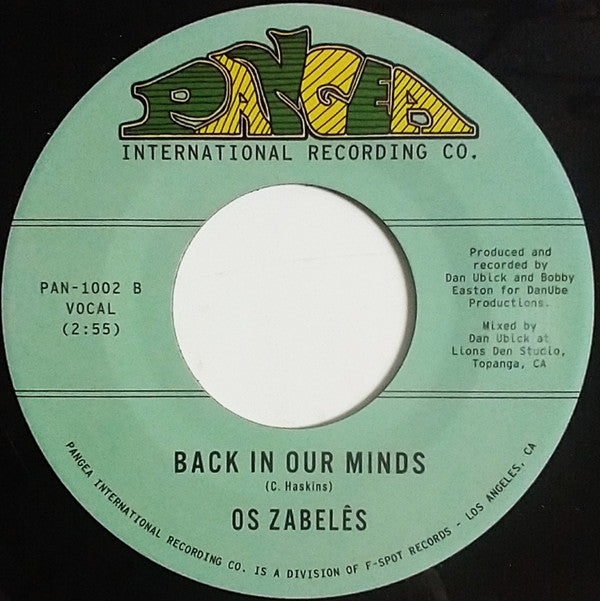 PANGEA
INTERNATIONAL RECORDING CO.
PAN-1002 B
VOCAL
(2:55)
Produced and
recorded by
Dan Ubick and Bobby
Easton for DanUbe
Productions.
Mixed by
Dan Ubick at
Lions Den Studio,
Topanga, CA
BACK IN OUR MINDS
(C. Haskins)
OS ZABELÊS
PANGEA INTERNATIONAL RECORDING CO. IS A DIVISION OF F-SPOT RECORDS - LOS ANGELES, CA